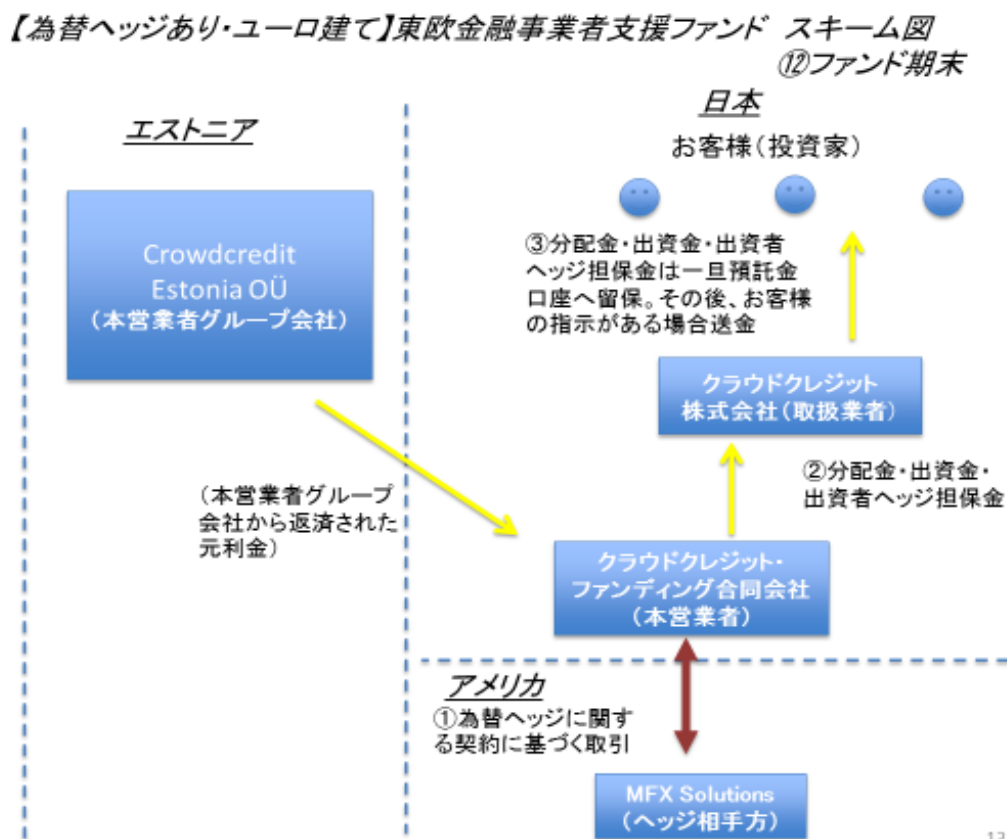 【為替ヘッジあり・ユーロ建て】東欧金融事業者支援ファンド スキーム図
⑫ファンド期末
エストニア
日本
お客様(投資家)
Crowdcredit
Estonia OÜ
(本営業者グループ会社)
③分配金・出資金・出資者
ヘッジ担保金は一旦預託金
口座へ留保。その後、お客様
の指示がある場合送金
クラウドクレジット
株式会社(取扱業者)
②分配金・出資金・
出資者ヘッジ担保金
(本営業者グループ
会社から返済された
元利金)
クラウドクレジット・
ファンディング合同会社
(本営業者)
アメリカ
①為替ヘッジに関す
る契約に基づく取引
MFX Solutions
(ヘッジ相手方)